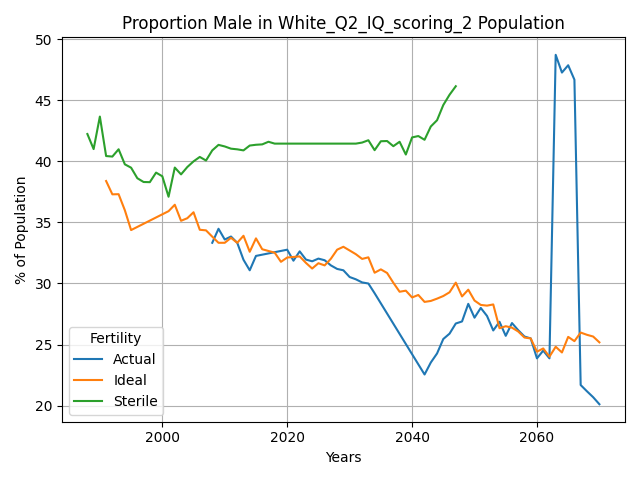 Proportion Male in White_Q2_IQ_scoring_2 Population
% of Population
50
45
40
35
30
25
20
Fertility
Actual
Ideal
Sterile
2000
2020
2040
2060
Years